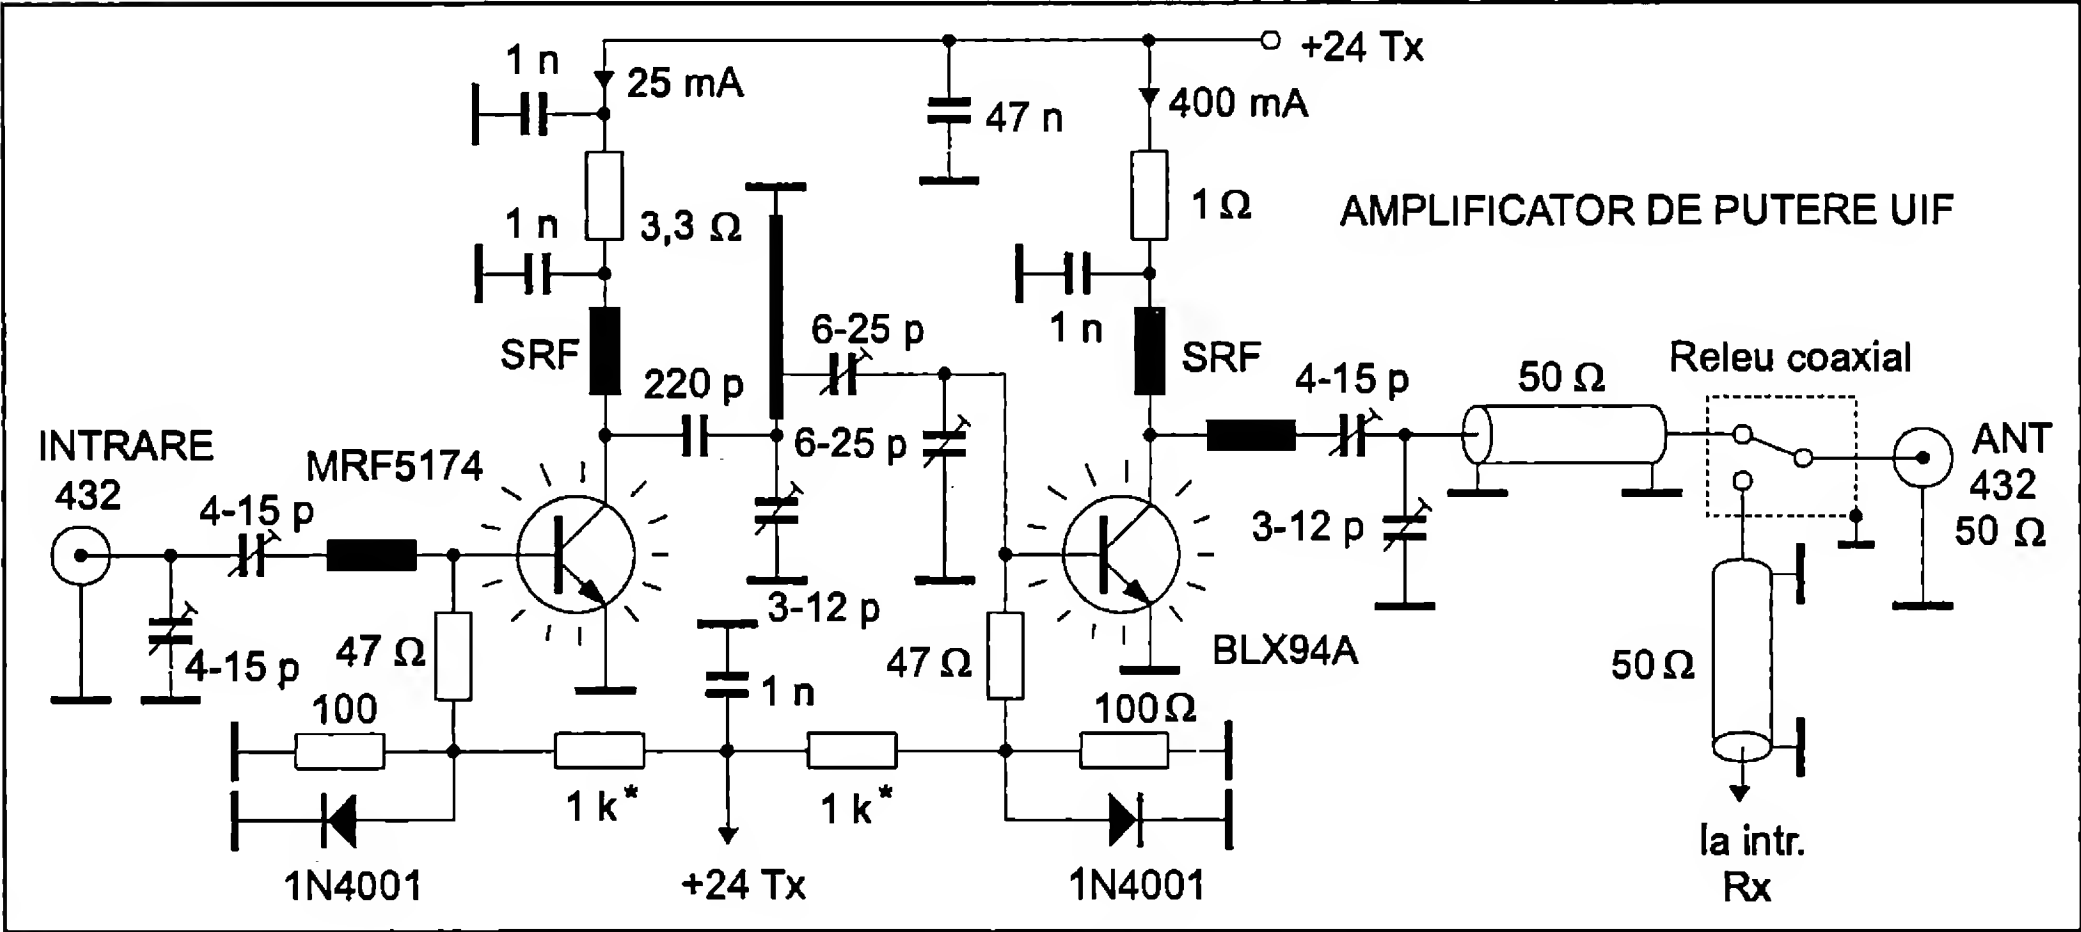 +24 Tx
1 n
25 mA
47 n
400 mA
3,3 Ω
1 Ω
AMPLIFICATOR DE PUTERE UIF
1 n
1 n
SRF
6-25 p
SRF
Releu coaxial
220 p
4-15 p
50 Ω
INTRARE
432
MRF5174
6-25 p
ANT
432
50 Ω
4-15 p
3-12 p
3-12 p
4-15 p
47 Ω
1 n
47 Ω
BLX94A
50 Ω
100
100 Ω
1 k*
1 k*
1N4001
+24 Tx
1N4001
la intr.
Rx